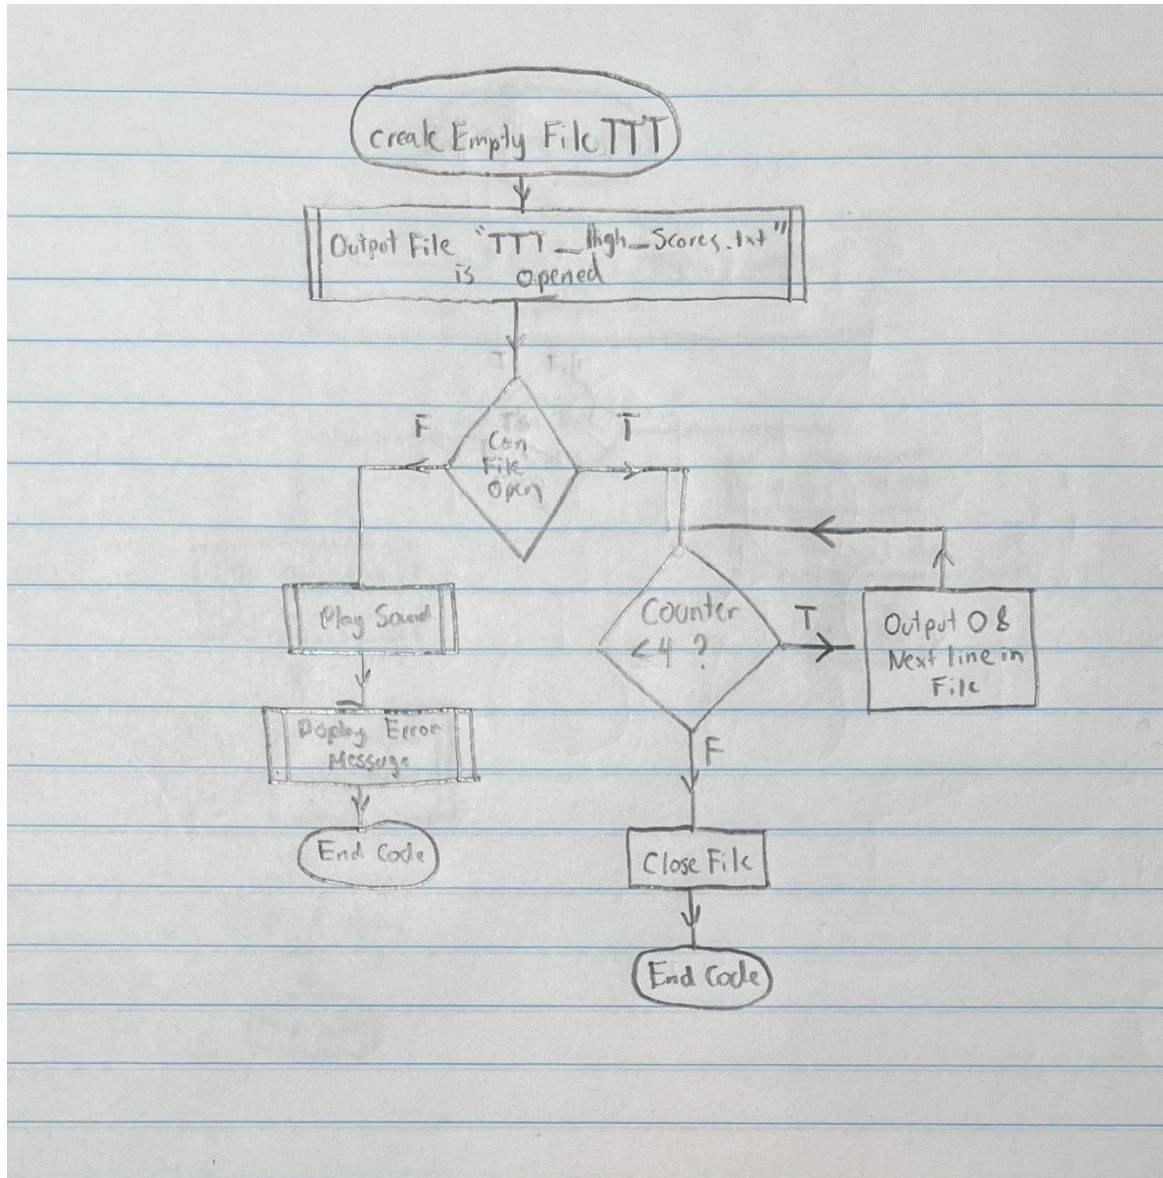 create Empty File TTT
Output File "TTT_High_Scores.txt"
is opened
F
T
Can
File
Open
Play Sound
Counter
<4 ?
T
Output 0 &
Next line in
File
Display Error
Message
F
End Code
Close File
End Code